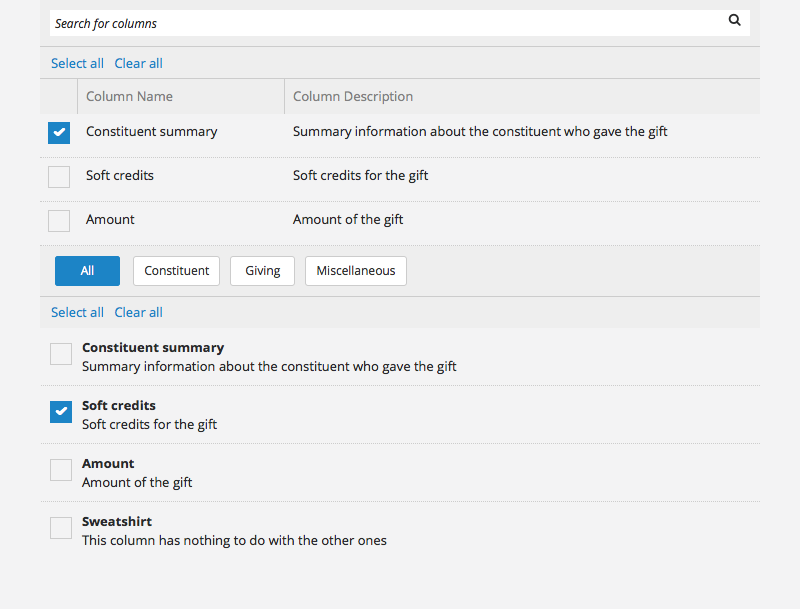 Search for columns
Select all Clear all
Column Name Column Description
Constituent summary Summary information about the constituent who gave the gift
Soft credits Soft credits for the gift
Amount Amount of the gift
All Constituent Giving Miscellaneous
Select all Clear all
Constituent summary
Summary information about the constituent who gave the gift
Soft credits
Soft credits for the gift
Amount
Amount of the gift
Sweatshirt
This column has nothing to do with the other ones